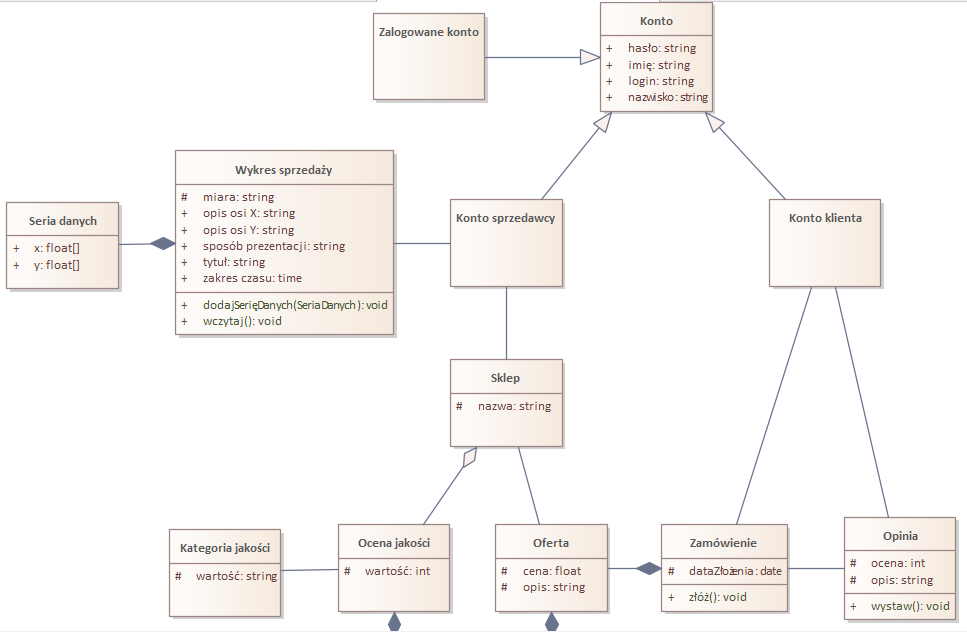 Zalogowane konto
Konto
+ hasło: string
+ imię: string
+ login: string
+ nazwisko: string
Wykres sprzedaży
# miara: string
+ opis osi X: string
+ opis osi Y: string
+ sposób prezentacji: string
+ tytuł: string
+ zakres czasu: time
+ dodajSerięDanych(SeriaDanych): void
+ wczytaj(): void
Seria danych
+ x: float[]
+ y: float[]
Konto sprzedawcy
Konto klienta
Sklep
# nazwa: string
Kategoria jakości
# wartość: string
Ocena jakości
# wartość: int
Oferta
# cena: float
# opis: string
Zamówienie
# dataZłożenia: date
+ złóż(): void
Opinia
# ocena: int
# opis: string
+ wystaw(): void